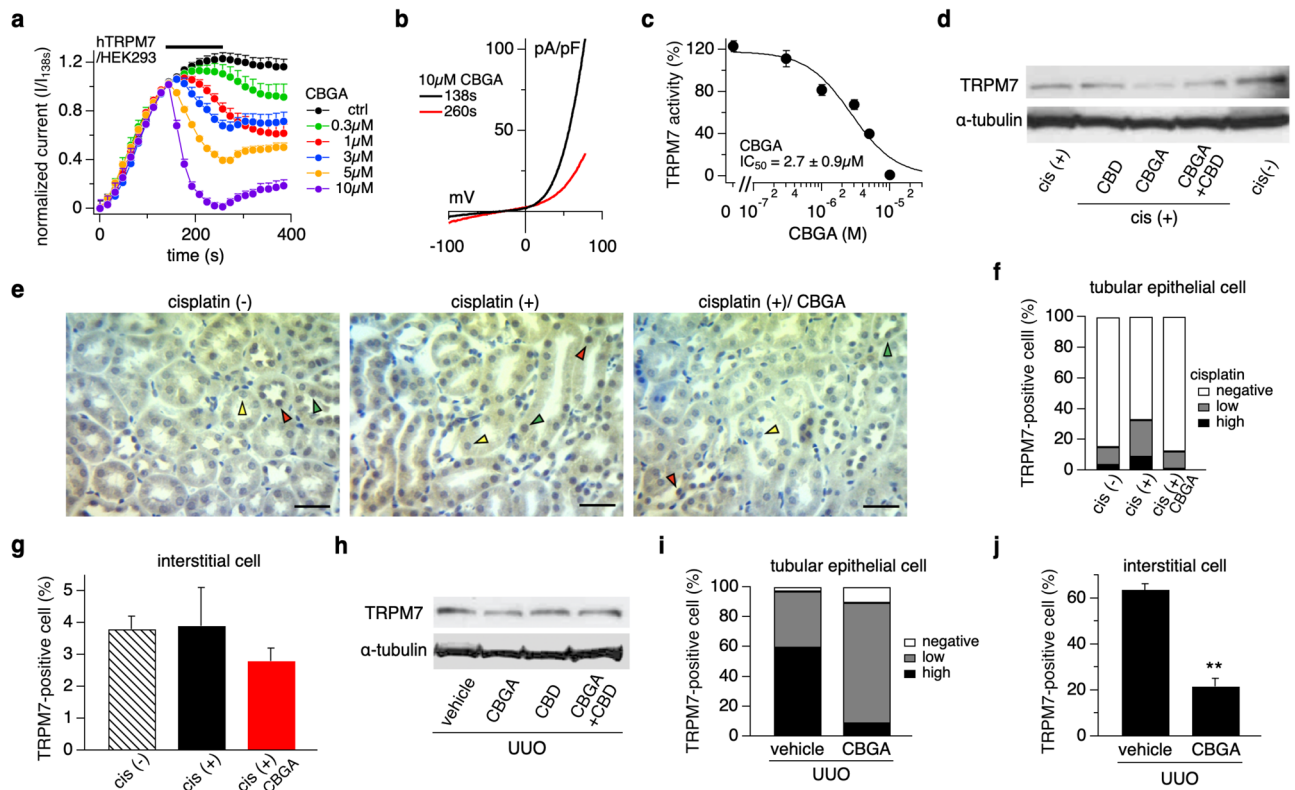 a
hTRPM7
/HEK293
normalized current (I/I138s)
1.2
0.8
0.4
0
0
200
400
time (s)
CBGA
ctrl
0.3µM
1µM
3µM
5µM
10µM
b
100
pA/pF
10µM CBGA
138s
260s
50
mV
-100
0
100
c
TRPM7 activity (%)
120
80
40
0
CBGA
IC50 = 2.7 ± 0.9µM
0
10-7
2
4
10-6
2
4
10-5
CBGA (M)
d
TRPM7
α-tubulin
cis (+)
CBD
CBGA
CBGA
+CBD
cis(-)
cis (+)
e
cisplatin (-)
cisplatin (+)
cisplatin (+)/ CBGA
f
tubular epithelial cell
TRPM7-positive cell (%)
100
80
60
40
20
0
cisplatin
negative
low
high
cis (-)
cis (+)
cis (+)
CBGA
g
interstitial cell
TRPM7-positive cell (%)
5
4
3
2
1
0
cis (-)
cis (+)
cis (+)
CBGA
h
TRPM7
α-tubulin
vehicle
CBGA
CBD
CBGA
+CBD
UUO
i
tubular epithelial cell
TRPM7-positive cell (%)
100
80
60
40
20
0
negative
low
high
vehicle
CBGA
UUO
j
interstitial cell
TRPM7-positive cell (%)
60
40
20
0
**
vehicle
CBGA
UUO